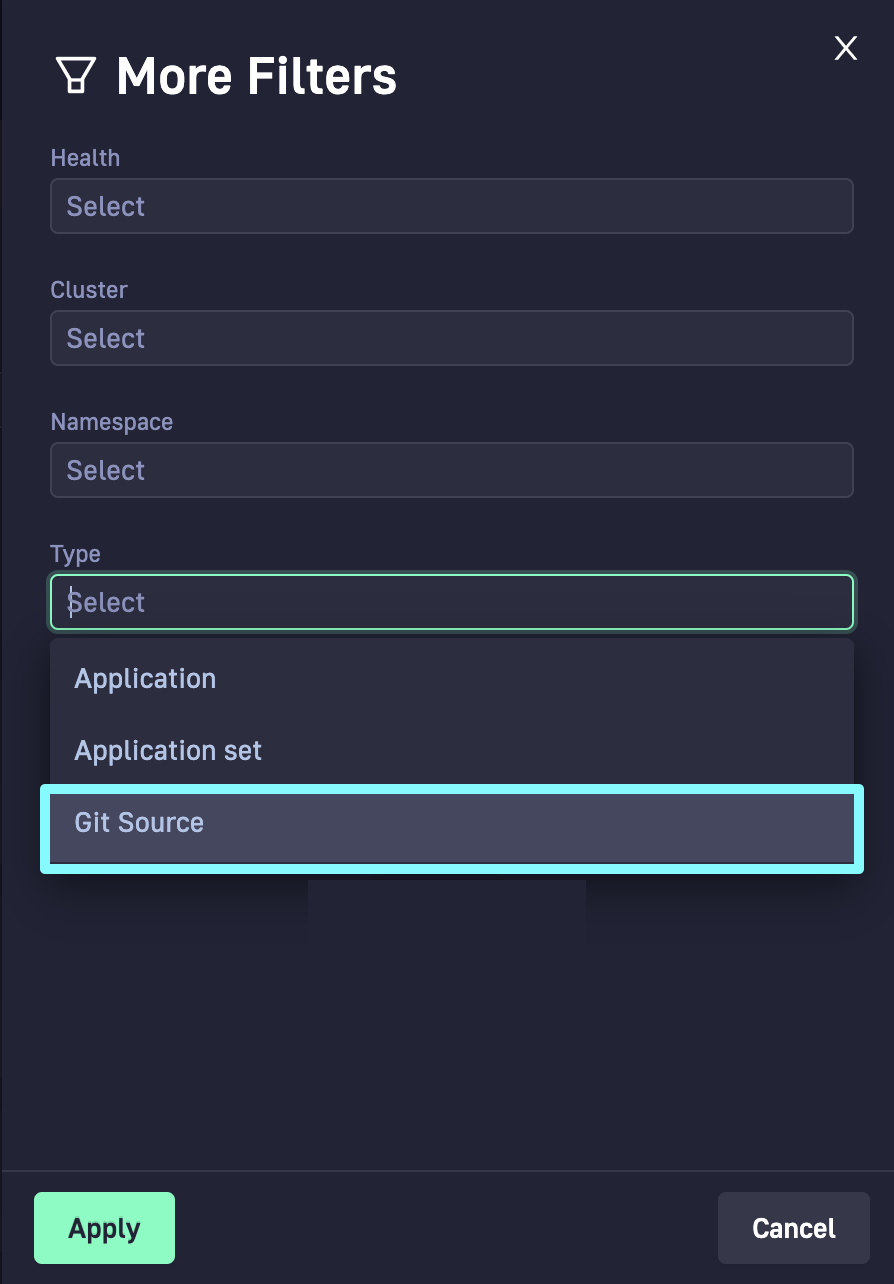 More Filters
Health
Select
Cluster
Select
Namespace
Select
Type
Select
Application
Application set
Git Source
Apply
Cancel